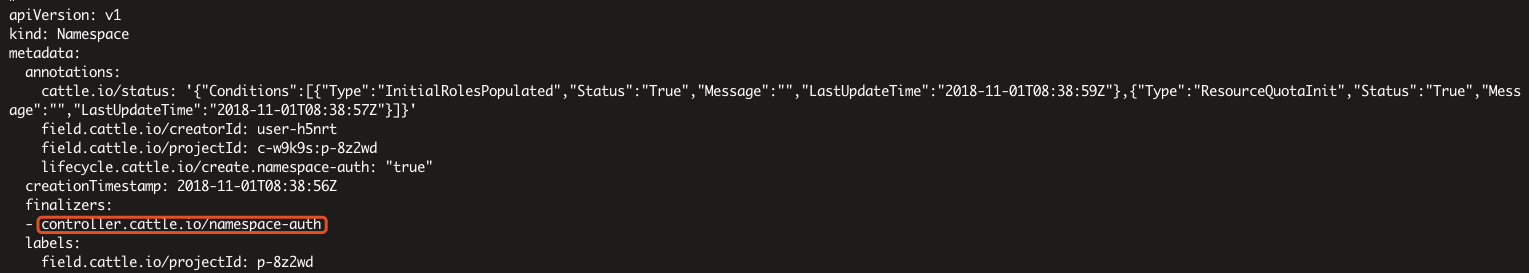 apiVersion: v1
kind: Namespace
metadata:
  annotations:
    cattle.io/status: '{"Conditions":[{"Type":"InitialRolesPopulated","Status":"True","Message":"","LastUpdateTime":"2018-11-01T08:38:59Z"},{"Type":"ResourceQuotaInit","Status":"True","Mess
age":"","LastUpdateTime":"2018-11-01T08:38:57Z"}]}'
    field.cattle.io/creatorId: user-h5nrt
    field.cattle.io/projectId: c-w9k9s:p-8z2wd
    lifecycle.cattle.io/create.namespace-auth: "true"
  creationTimestamp: 2018-11-01T08:38:56Z
  finalizers:
  - controller.cattle.io/namespace-auth
  labels:
    field.cattle.io/projectId: p-8z2wd